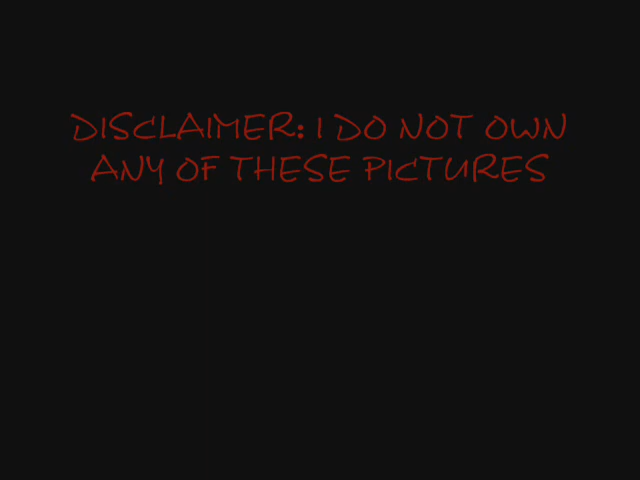 DISCLAIMER: I DO NOT OWN
ANY OF THESE PICTURES